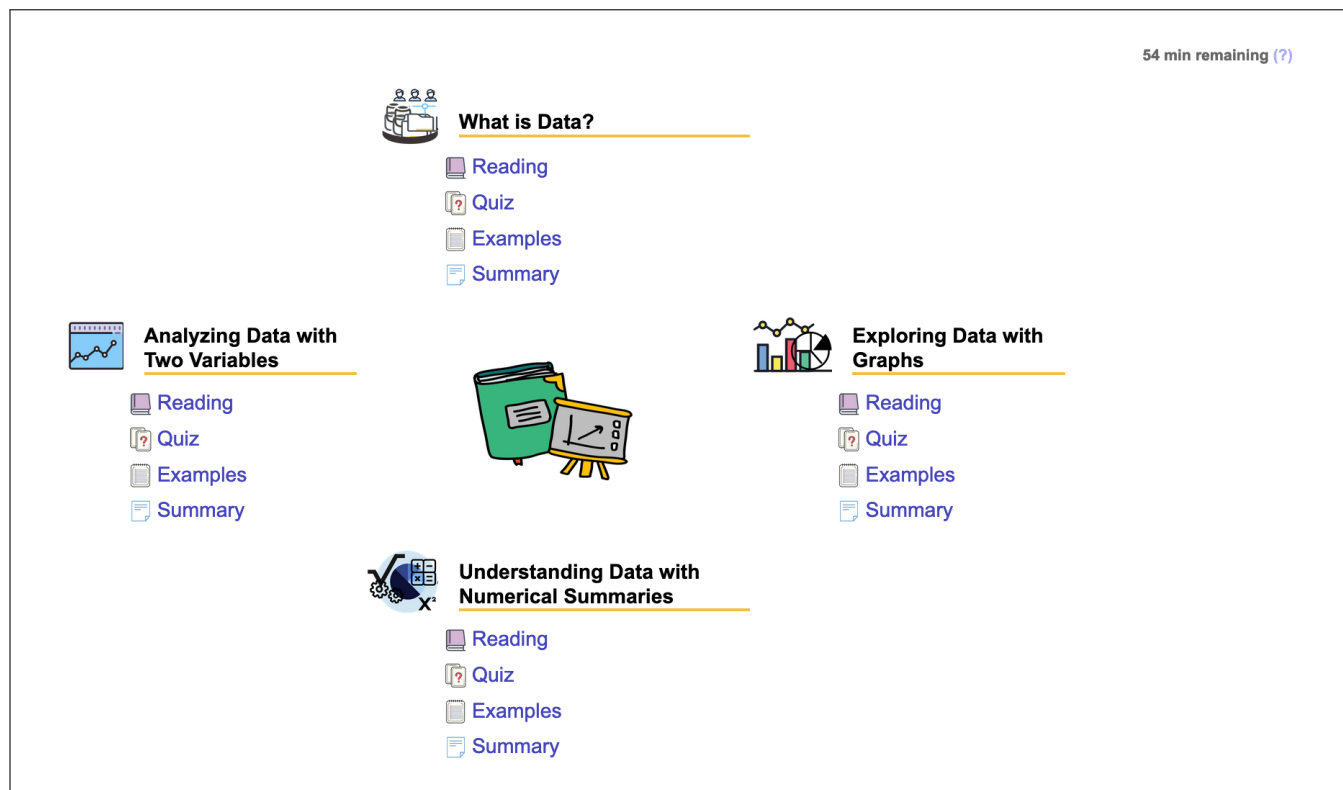 54 min remaining (?)
What is Data?
Reading
Quiz
Examples
Summary
Analyzing Data with
Two Variables
Reading
Quiz
Examples
Summary
Exploring Data with
Graphs
Reading
Quiz
Examples
Summary
Understanding Data with
Numerical Summaries
Reading
Quiz
Examples
Summary